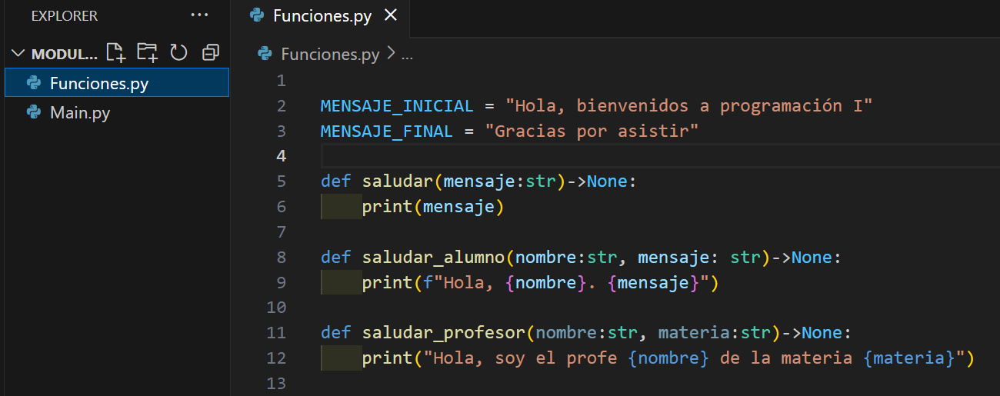 EXPLORER ...
Funciones.py ×
MODUL...
Funciones.py > ...
Funciones.py
Main.py
1
2 MENSAJE_INICIAL = "Hola, bienvenidos a programación I"
3 MENSAJE_FINAL = "Gracias por asistir"
4
5 def saludar(mensaje:str)->None:
6 print(mensaje)
7
8 def saludar_alumno(nombre:str, mensaje: str)->None:
9 print(f"Hola, {nombre}. {mensaje}")
10
11 def saludar_profesor(nombre:str, materia:str)->None:
12 print("Hola, soy el profe {nombre} de la materia {materia}")
13